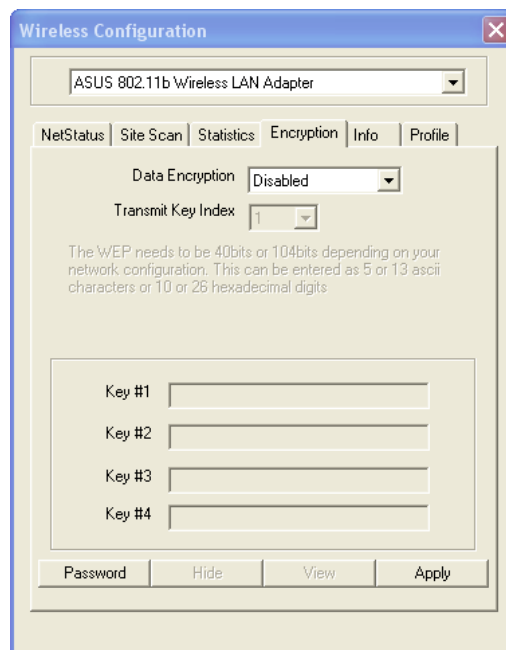 Wireless Configuration
ASUS 802.11b Wireless LAN Adapter
NetStatus Site Scan Statistics Encryption Info Profile
Data Encryption Disabled
Transmit Key Index 1
The WEP needs to be 40bits or 104bits depending on your
network configuration. This can be entered as 5 or 13 ascii
characters or 10 or 26 hexadecimal digits
Key #1
Key #2
Key #3
Key #4
Password Hide View Apply